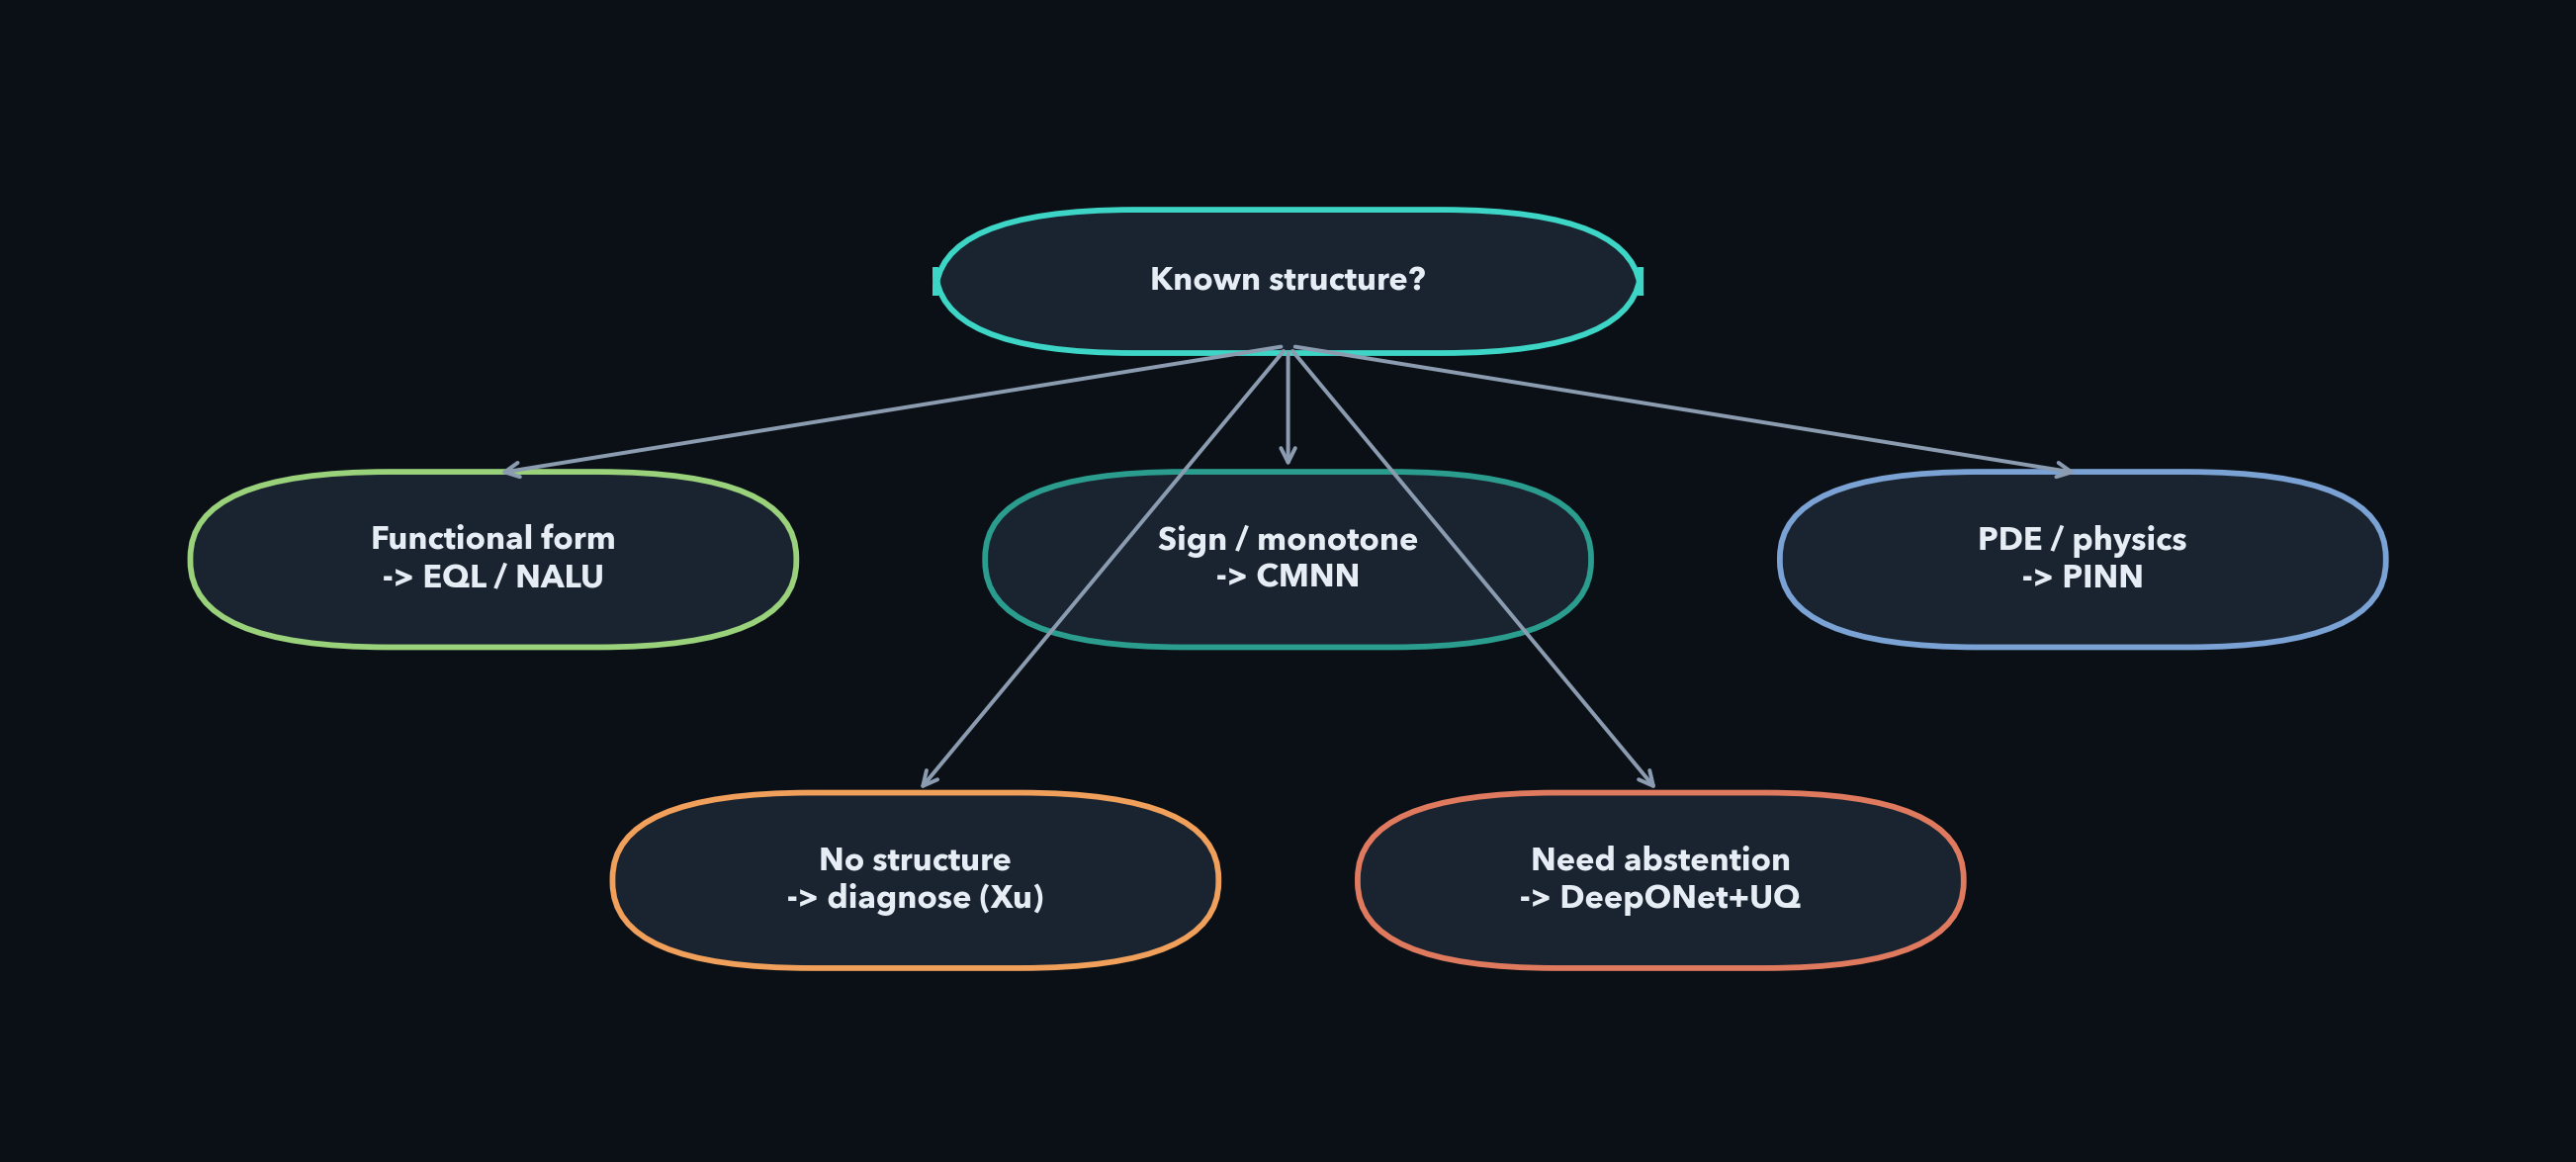 Known structure?
Functional form
-> EQL / NALU
Sign / monotone
-> CMNN
PDE / physics
-> PINN
No structure
-> diagnose (Xu)
Need abstention
-> DeepONet+UQ